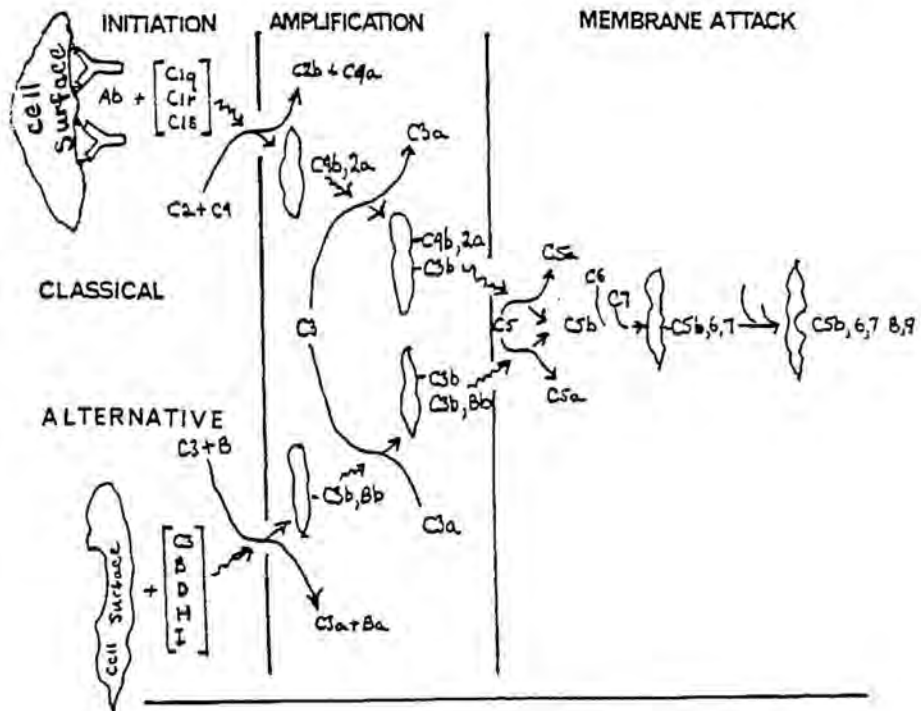 INITIATION
AMPLIFICATION
MEMBRANE ATTACK
Cell Surface
Ab +
C1q
C1r
C1s
C2 + C4
C2b + C4a
C4b, 2a
C3a
C4b, 2a
C3b
C3
CLASSICAL
C5
C5a
C5b
C6
C7
C5b, 6, 7
C5b, 6, 7 8, 9
C5a
C3b
C3b, Bb
ALTERNATIVE
C3 + B
C3b, Bb
C3a
Cell Surface
+
C3
B
D
H
I
C3a + Ba